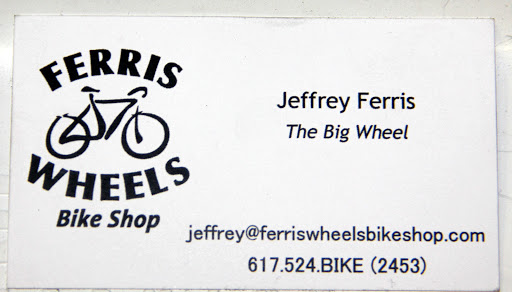 FERRIS
WHEELS
Bike Shop
Jeffrey Ferris
The Big Wheel
jeffrey@ferriswheelsbikeshop.com
617.524.BIKE (2453)